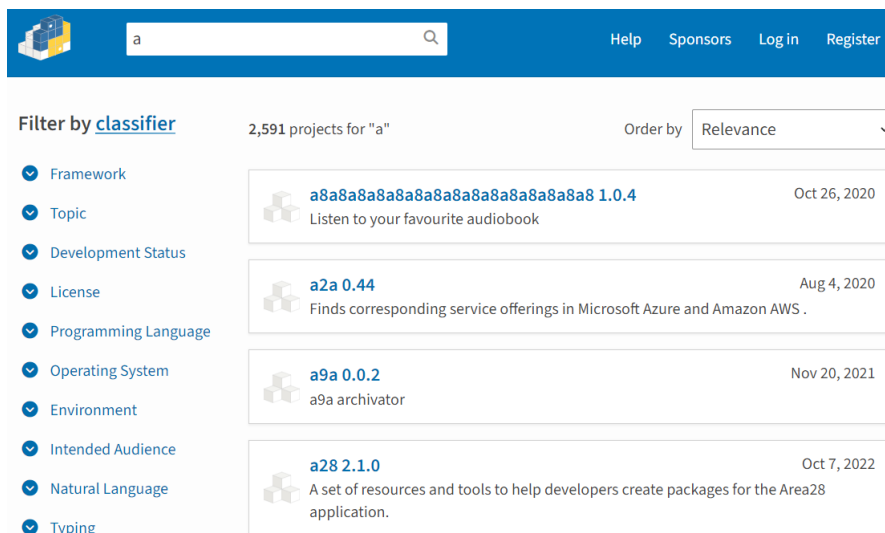 a
Help Sponsors Log in Register
Filter by classifier
2,591 projects for "a"
Order by Relevance
Framework
Topic
Development Status
License
Programming Language
Operating System
Environment
Intended Audience
Natural Language
Typing
a8a8a8a8a8a8a8a8a8a8a8a8a8a8a8 1.0.4
Oct 26, 2020
Listen to your favourite audiobook
a2a 0.44
Aug 4, 2020
Finds corresponding service offerings in Microsoft Azure and Amazon AWS .
a9a 0.0.2
Nov 20, 2021
a9a archivator
a28 2.1.0
Oct 7, 2022
A set of resources and tools to help developers create packages for the Area28
application.